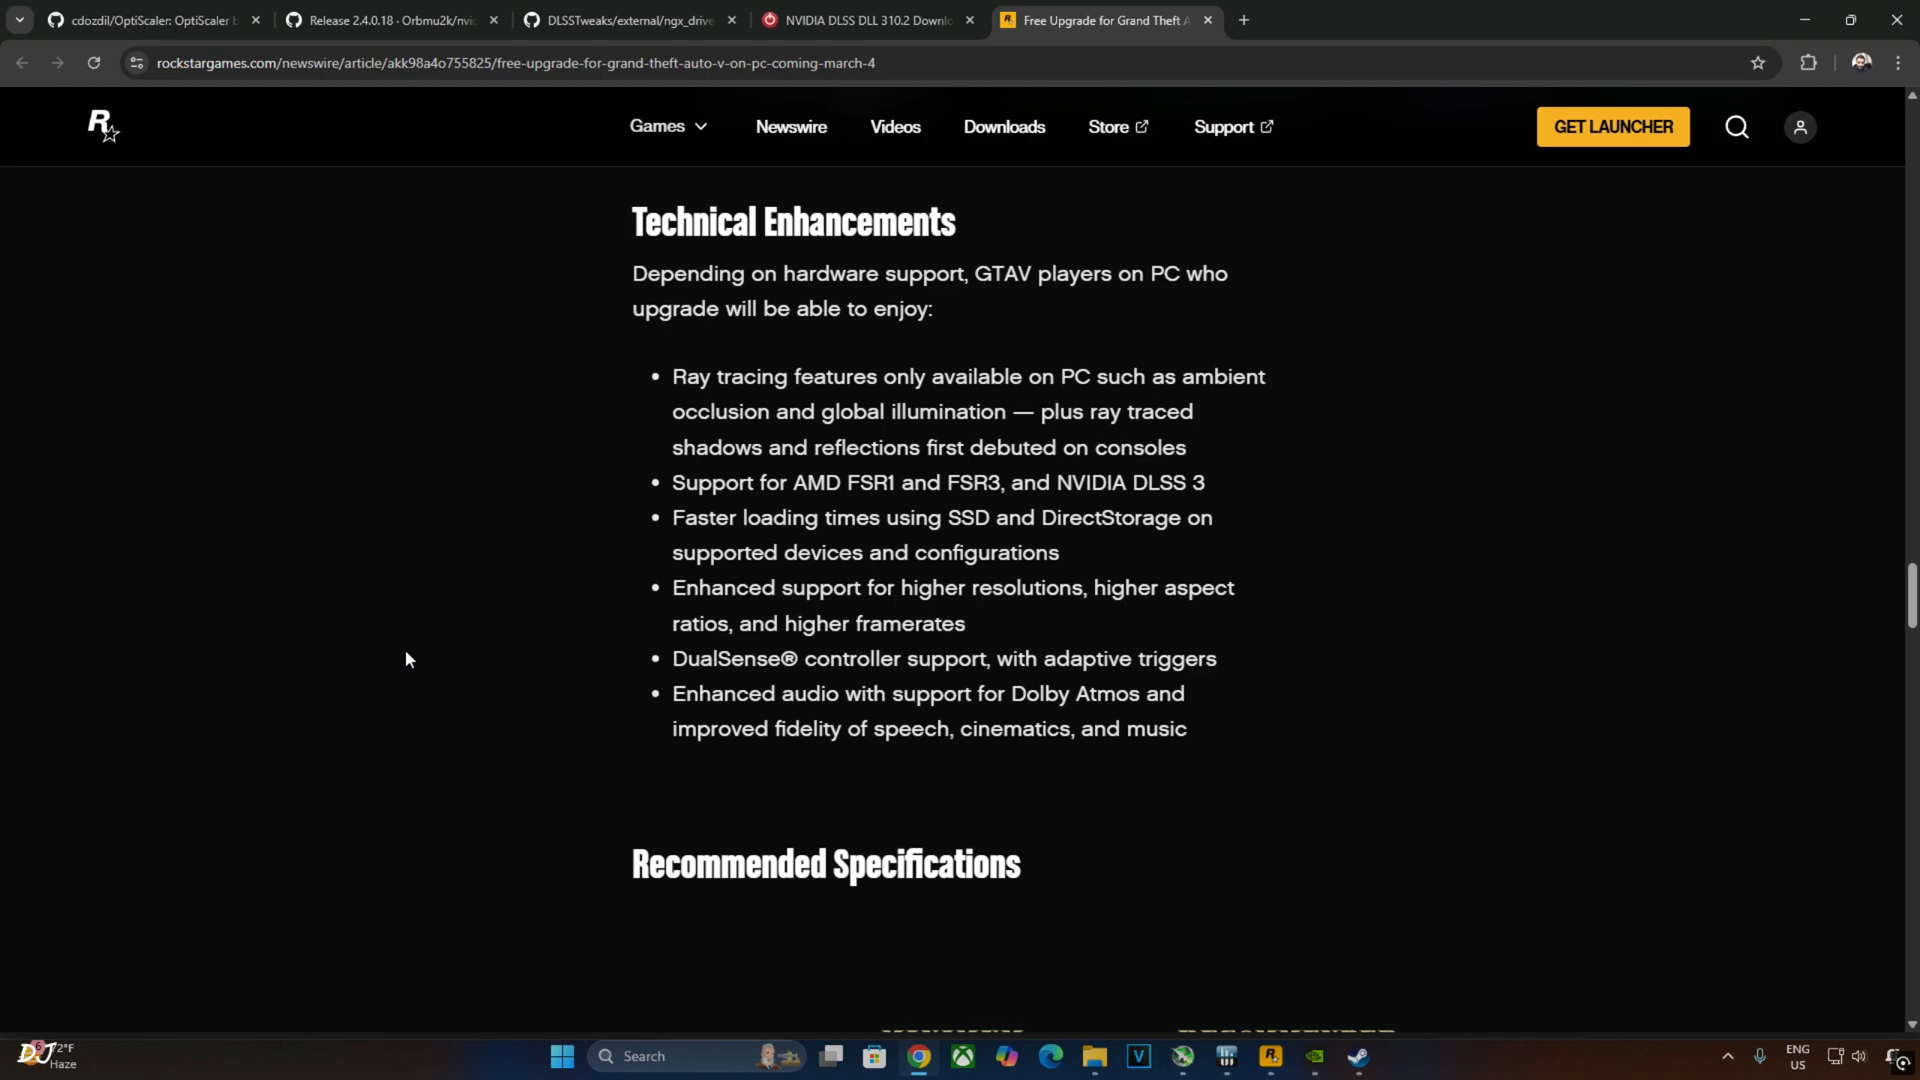 cdozdil/OptiScaler: OptiScaler b
Release 2.4.0.18 · Orbmu2k/nvid
DLSSTweaks/external/ngx_drive
NVIDIA DLSS DLL 310.2 Downlo
Free Upgrade for Grand Theft A
rockstargames.com/newswire/article/akk98a4o755825/free-upgrade-for-grand-theft-auto-v-on-pc-coming-march-4
R
Games
Newswire
Videos
Downloads
Store
Support
GET LAUNCHER
Technical Enhancements
Depending on hardware support, GTAV players on PC who
upgrade will be able to enjoy:
• Ray tracing features only available on PC such as ambient
occlusion and global illumination — plus ray traced
shadows and reflections first debuted on consoles
• Support for AMD FSR1 and FSR3, and NVIDIA DLSS 3
• Faster loading times using SSD and DirectStorage on
supported devices and configurations
• Enhanced support for higher resolutions, higher aspect
ratios, and higher framerates
• DualSense® controller support, with adaptive triggers
• Enhanced audio with support for Dolby Atmos and
improved fidelity of speech, cinematics, and music
Recommended Specifications
DJ
72°F
Haze
Search
ENG
US